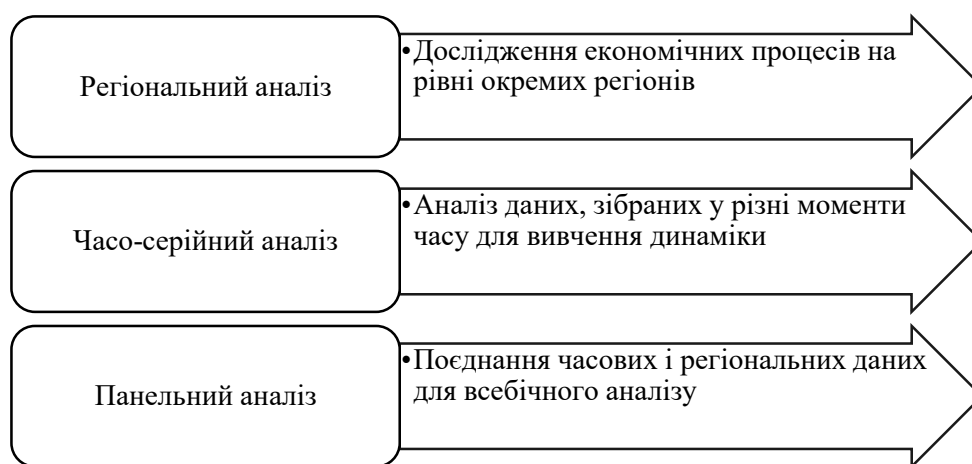 Регіональний аналіз
•Дослідження економічних процесів на
рівні окремих регіонів
Часо-серійний аналіз
•Аналіз даних, зібраних у різні моменти
часу для вивчення динаміки
Панельний аналіз
•Поєднання часових і регіональних даних
для всебічного аналізу